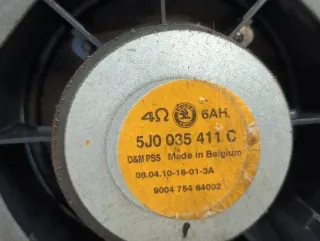 4Ω 6AH.
5J0 035 411 C
D&M PSS Made in Belgium
08.04.10-18-01-3A
9004 754 64002